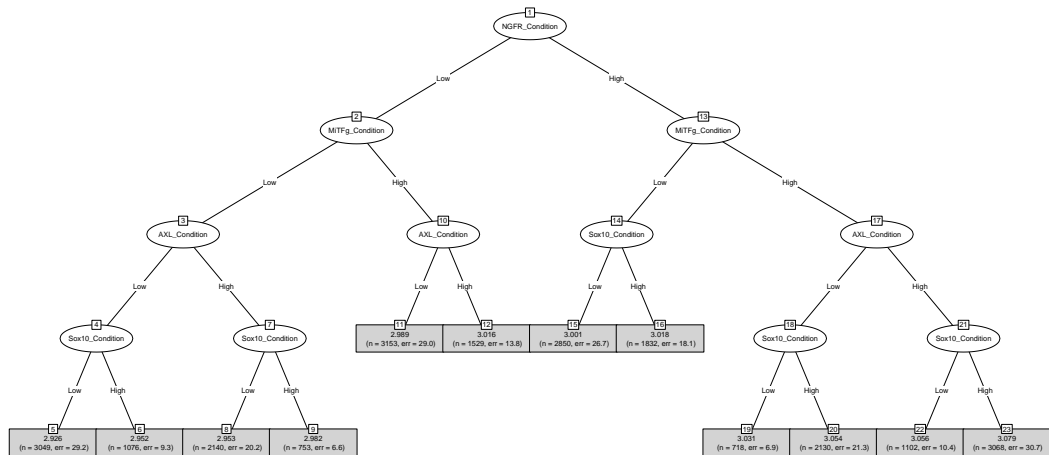 1
NGFR_Condition
Low
High
2
MiTFg_Condition
13
MiTFg_Condition
Low
High
Low
High
3
AXL_Condition
10
AXL_Condition
14
Sox10_Condition
17
AXL_Condition
Low
High
Low
High
Low
High
Low
High
4
Sox10_Condition
7
Sox10_Condition
11
2.989
(n = 3153, err = 29.0)
12
3.016
(n = 1529, err = 13.8)
15
3.001
(n = 2850, err = 26.7)
16
3.018
(n = 1832, err = 18.1)
18
Sox10_Condition
21
Sox10_Condition
Low
High
Low
High
Low
High
Low
High
5
2.926
(n = 3049, err = 29.2)
6
2.952
(n = 1076, err = 9.3)
8
2.953
(n = 2140, err = 20.2)
9
2.982
(n = 753, err = 6.6)
19
3.031
(n = 718, err = 6.9)
20
3.054
(n = 2130, err = 21.3)
22
3.056
(n = 1102, err = 10.4)
23
3.079
(n = 3068, err = 30.7)